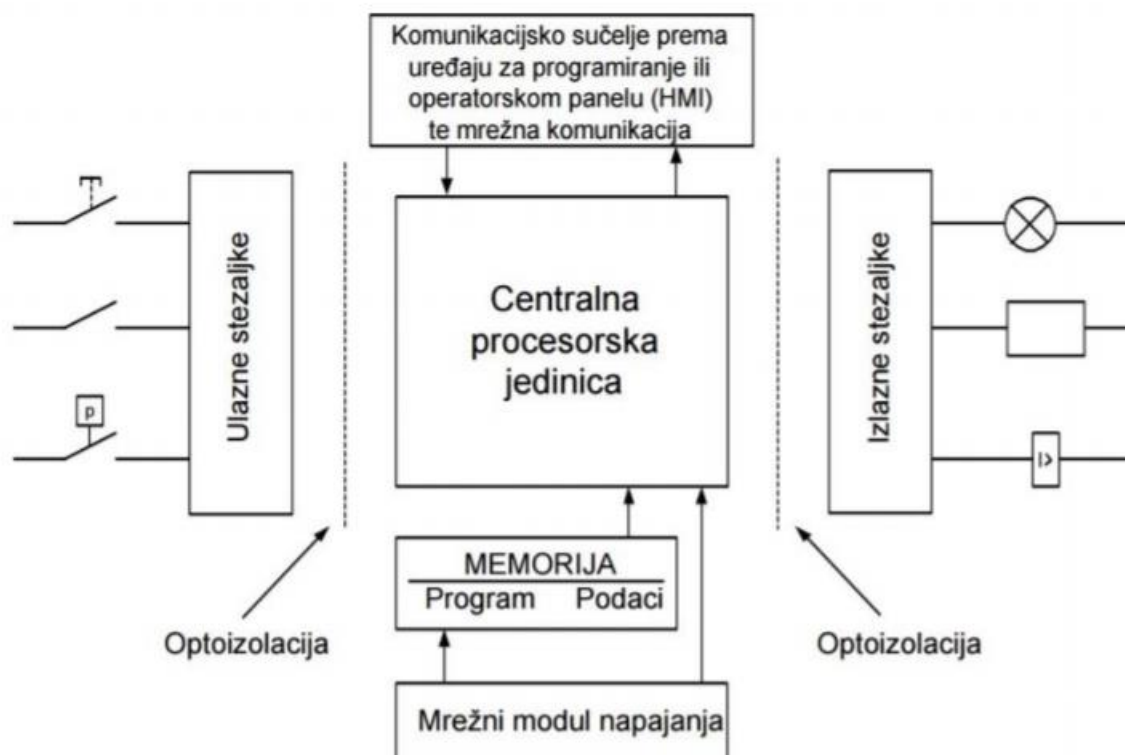 Komunikacijsko sučelje prema
uređaju za programiranje ili
operatorskom panelu (HMI)
te mrežna komunikacija
Ulazne stezaljke
Centralna
procesorska
jedinica
Izlazne stezaljke
p
I>
MEMORIJA
Program Podaci
Optoizolacija
Optoizolacija
Mrežni modul napajanja